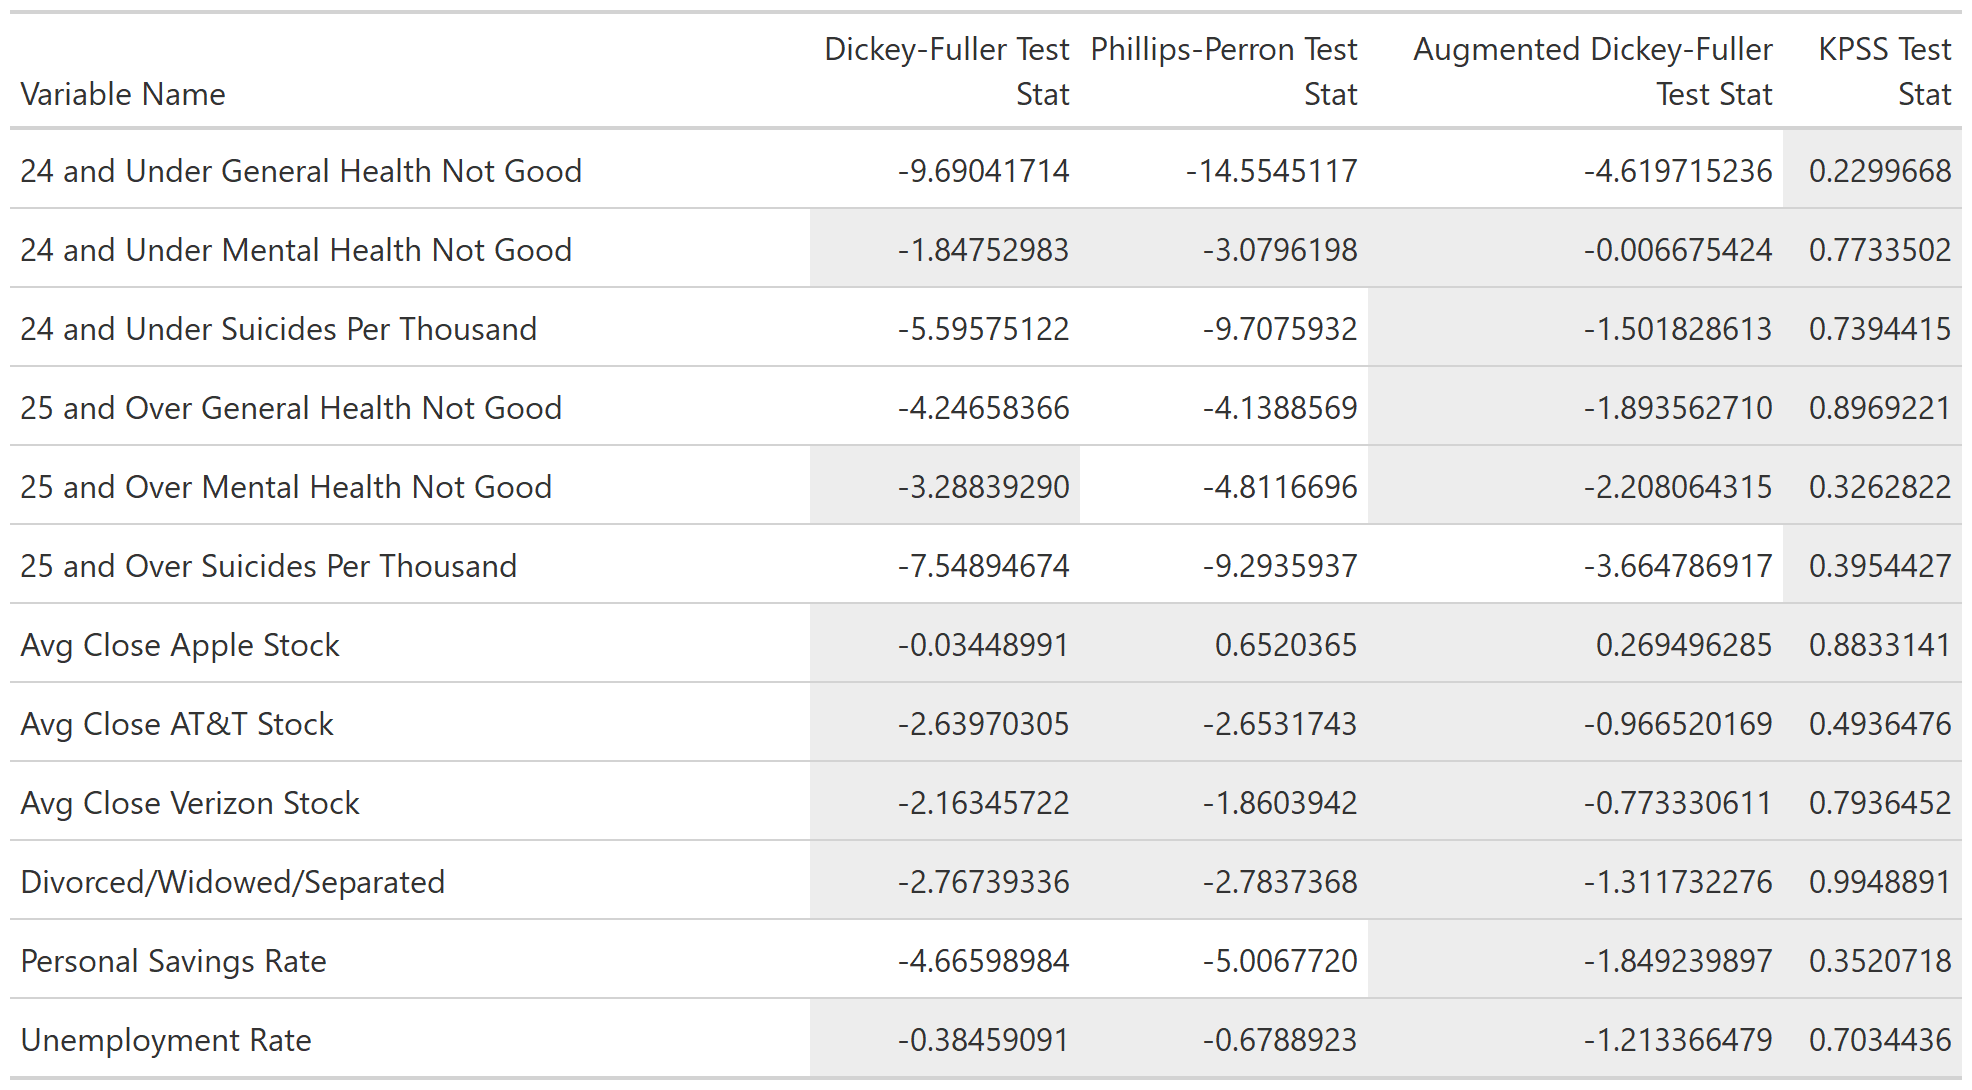 Variable Name Dickey-Fuller Test Stat Phillips-Perron Test Stat Augmented Dickey-Fuller Test Stat KPSS Test Stat
24 and Under General Health Not Good -9.69041714 -14.5545117 -4.619715236 0.2299668
24 and Under Mental Health Not Good -1.84752983 -3.0796198 -0.006675424 0.7733502
24 and Under Suicides Per Thousand -5.59575122 -9.7075932 -1.501828613 0.7394415
25 and Over General Health Not Good -4.24658366 -4.1388569 -1.893562710 0.8969221
25 and Over Mental Health Not Good -3.28839290 -4.8116696 -2.208064315 0.3262822
25 and Over Suicides Per Thousand -7.54894674 -9.2935937 -3.664786917 0.3954427
Avg Close Apple Stock -0.03448991 0.6520365 0.269496285 0.8833141
Avg Close AT&T Stock -2.63970305 -2.6531743 -0.966520169 0.4936476
Avg Close Verizon Stock -2.16345722 -1.8603942 -0.773330611 0.7936452
Divorced/Widowed/Separated -2.76739336 -2.7837368 -1.311732276 0.9948891
Personal Savings Rate -4.66598984 -5.0067720 -1.849239897 0.3520718
Unemployment Rate -0.38459091 -0.6788923 -1.213366479 0.7034436